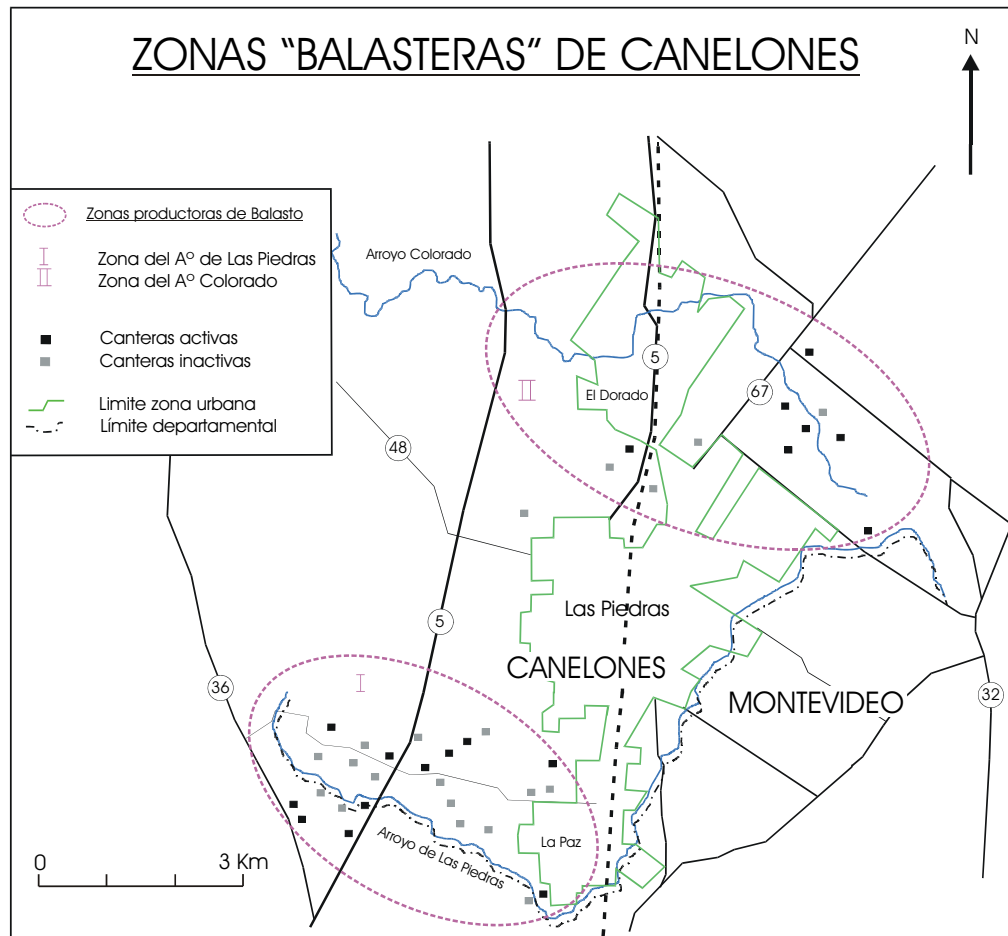 ZONAS “BALASTERAS” DE CANELONES
N
Zonas productoras de Balasto
I Zona del Aº de Las Piedras
II Zona del Aº Colorado
Canteras activas
Canteras inactivas
Limite zona urbana
Límite departamental
Arroyo Colorado
II
5
El Dorado
67
48
Las Piedras
5
CANELONES
I
36
MONTEVIDEO
32
La Paz
Arroyo de Las Piedras
0 3 Km